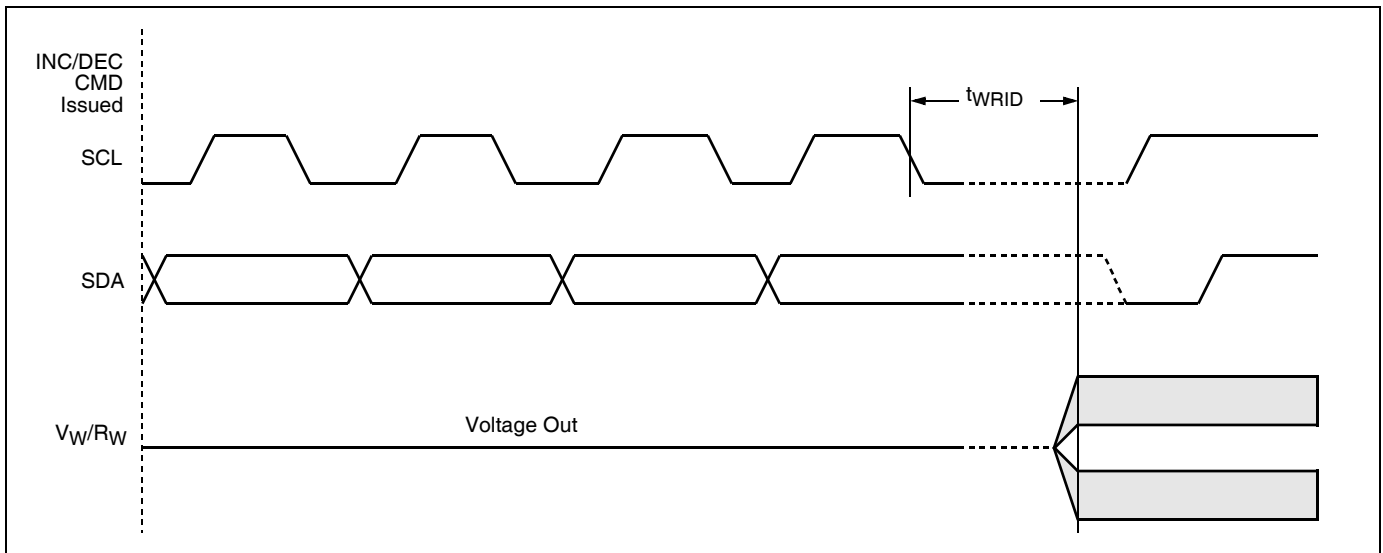 INC/DEC
CMD
Issued
tWRID
SCL
SDA
Voltage Out
VW/RW